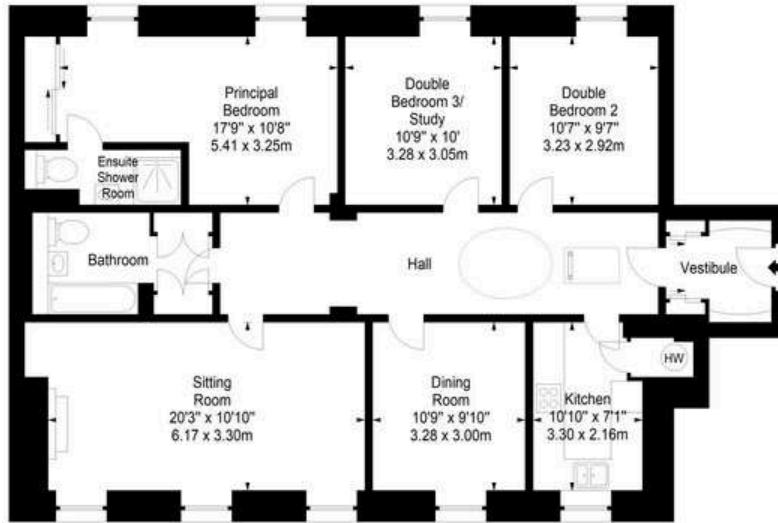 Principal
Bedroom
17'9" x 10'8"
5.41 x 3.25m
Double
Bedroom 3/
Study
10'9" x 10'
3.28 x 3.05m
Double
Bedroom 2
10'7" x 9'7"
3.23 x 2.92m
Ensuite
Shower
Room
Bathroom
Hall
Vestibule
Sitting
Room
20'3" x 10'10"
6.17 x 3.30m
Dining
Room
10'9" x 9'10"
3.28 x 3.00m
Kitchen
10'10" x 7'1"
3.30 x 2.16m
HW